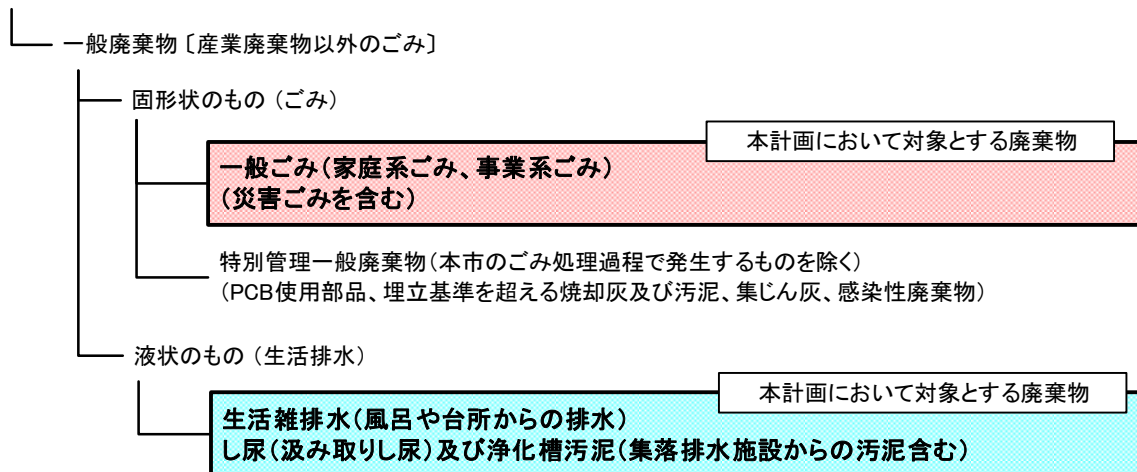 一般廃棄物〔産業廃棄物以外のごみ〕
固形状のもの（ごみ）
本計画において対象とする廃棄物
一般ごみ（家庭系ごみ、事業系ごみ）
（災害ごみを含む）
特別管理一般廃棄物（本市のごみ処理過程で発生するものを除く）
（PCB使用部品、埋立基準を超える焼却灰及び汚泥、集じん灰、感染性廃棄物）
液状のもの（生活排水）
本計画において対象とする廃棄物
生活雑排水（風呂や台所からの排水）
し尿（汲み取りし尿）及び浄化槽汚泥（集落排水施設からの汚泥含む）